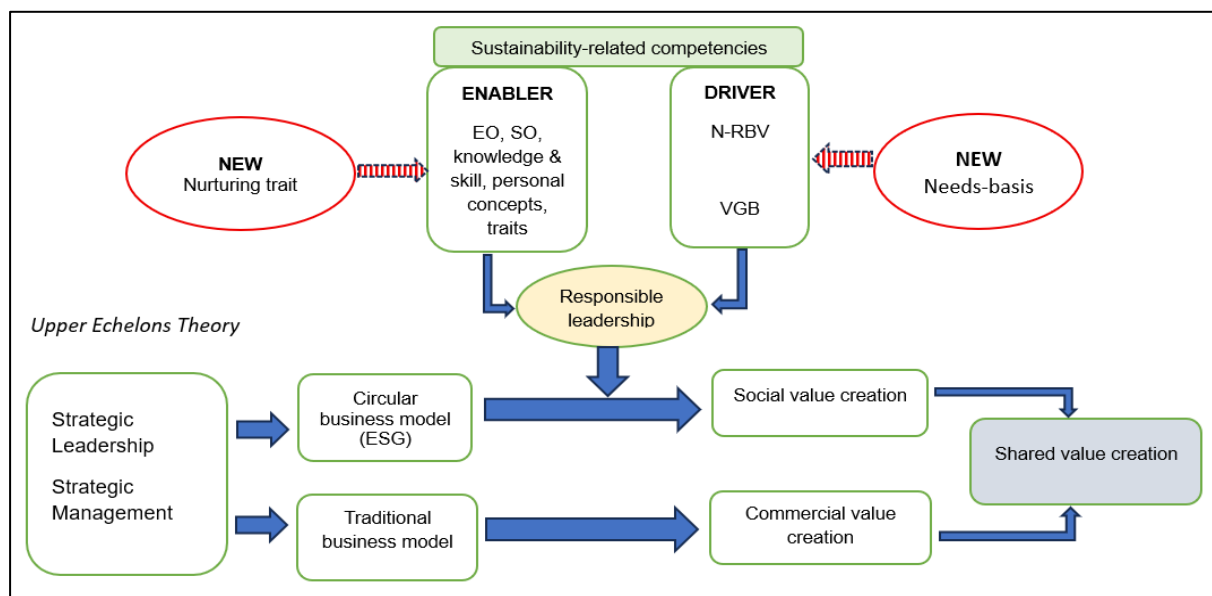 Sustainability-related competencies
ENABLER
EO, SO,
knowledge &
skill, personal
concepts,
traits
DRIVER
N-RBV
VGB
NEW
Nurturing trait
NEW
Needs-basis
Responsible
leadership
Upper Echelons Theory
Strategic
Leadership
Strategic
Management
Circular
business model
(ESG)
Social value creation
Shared value creation
Traditional
business model
Commercial value
creation